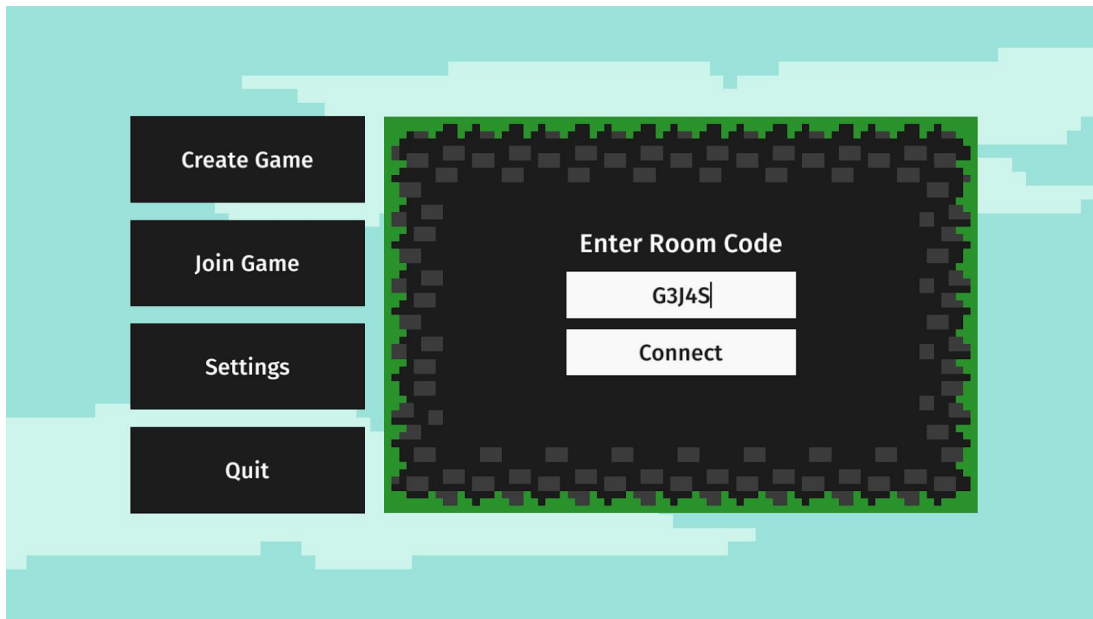 Create Game
Join Game
Settings
Quit
Enter Room Code
G3J4S
Connect